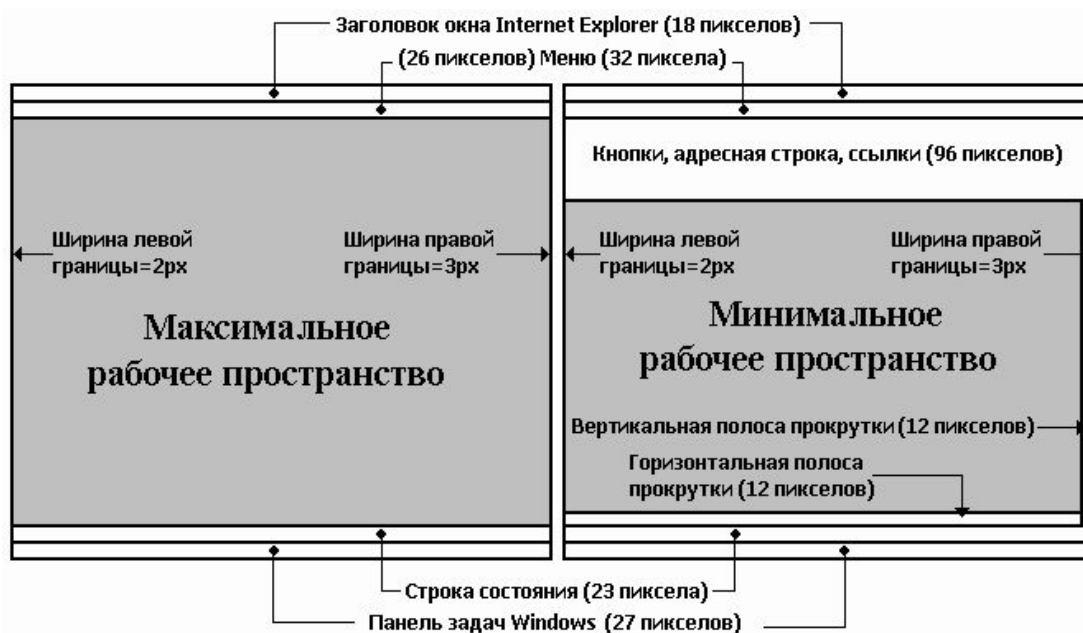 Заголовок окна Internet Explorer (18 пикселов)
(26 пикселов) Меню (32 пиксела)
Кнопки, адресная строка, ссылки (96 пикселов)
Ширина левой
границы=2px
Ширина правой
границы=3px
Ширина левой
границы=2px
Ширина правой
границы=3px
Максимальное
рабочее пространство
Минимальное
рабочее пространство
Вертикальная полоса прокрутки (12 пикселов)
Горизонтальная полоса
прокрутки (12 пикселов)
Строка состояния (23 пиксела)
Панель задач Windows (27 пикселов)